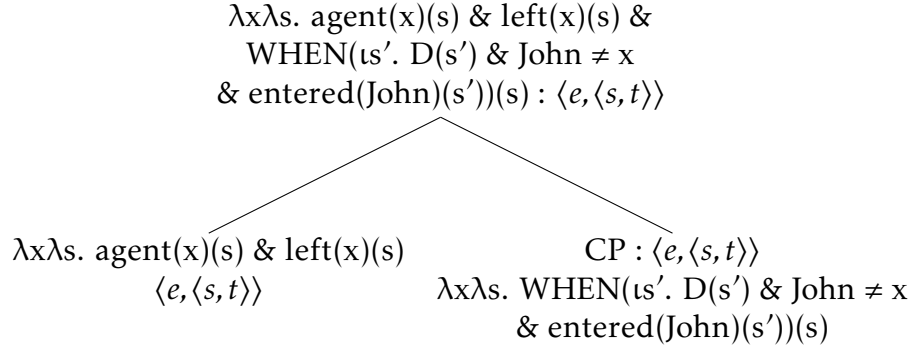 λxλs. agent(x)(s) & left(x)(s) &
WHEN(ιs′. D(s′) & John ≠ x
& entered(John)(s′))(s) : ⟨e,⟨s,t⟩⟩
λxλs. agent(x)(s) & left(x)(s)
⟨e,⟨s,t⟩⟩
CP : ⟨e,⟨s,t⟩⟩
λxλs. WHEN(ιs′. D(s′) & John ≠ x
& entered(John)(s′))(s)